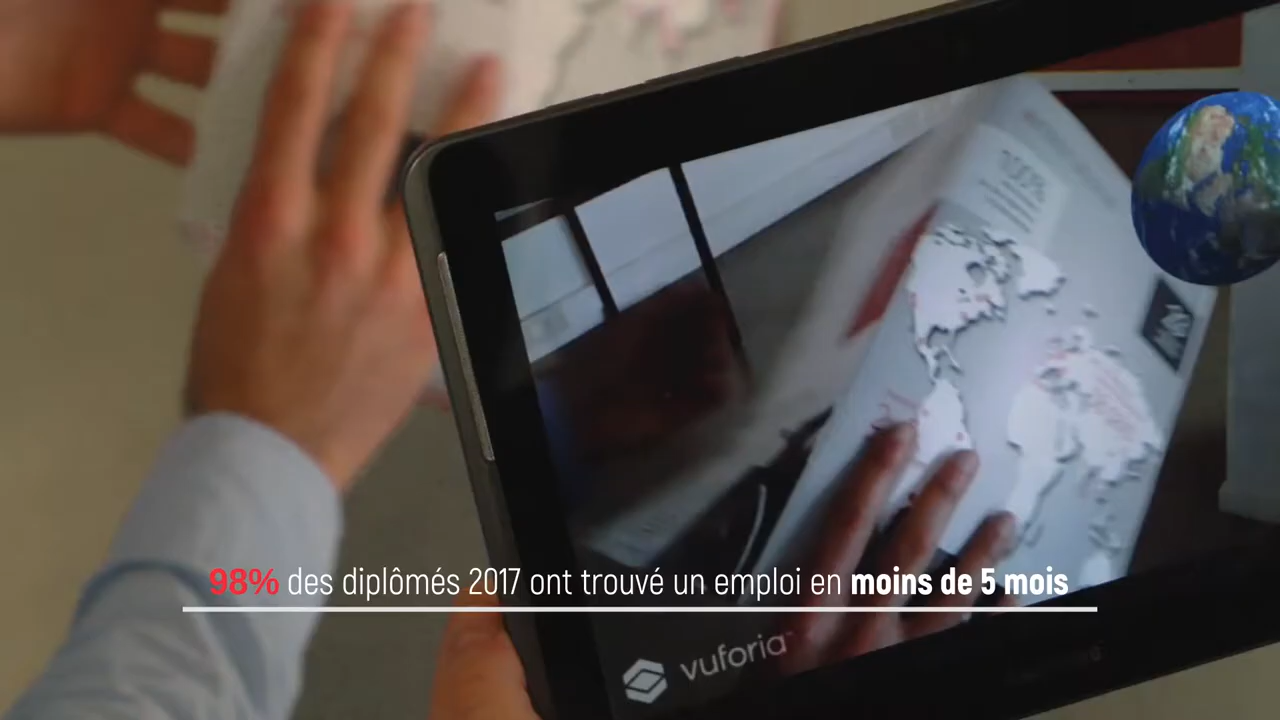 98% des diplômés 2017 ont trouvé un emploi en moins de 5 mois
vuforia